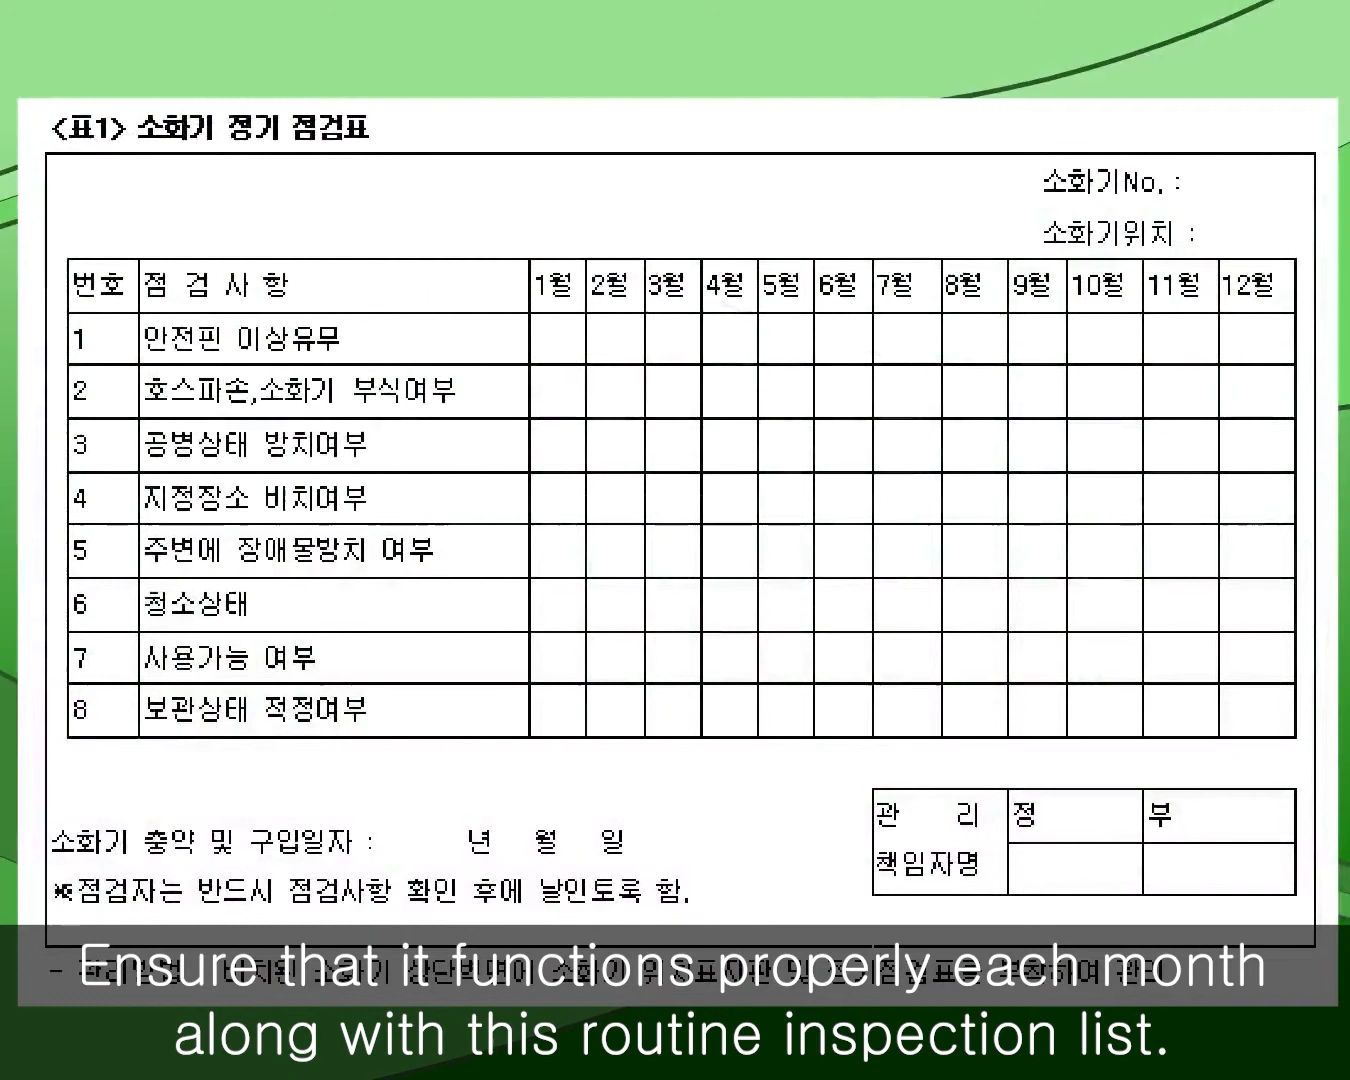 <표1> 소화기 정기 점검표
소화기No. :
소화기위치 :
번호 점 검 사 항 1월 2월 3월 4월 5월 6월 7월 8월 9월 10월 11월 12월
1 안전핀 이상유무
2 호스파손,소화기 부식여부
3 공병상태 방치여부
4 지정장소 비치여부
5 주변에 장애물방치 여부
6 청소상태
7 사용가능 여부
8 보관상태 적정여부
관 리 정 부
책임자명
소화기 충약 및 구입일자 : 년 월 일
※점검자는 반드시 점검사항 확인 후에 날인토록 함.
Ensure that it functions properly each month
along with this routine inspection list.